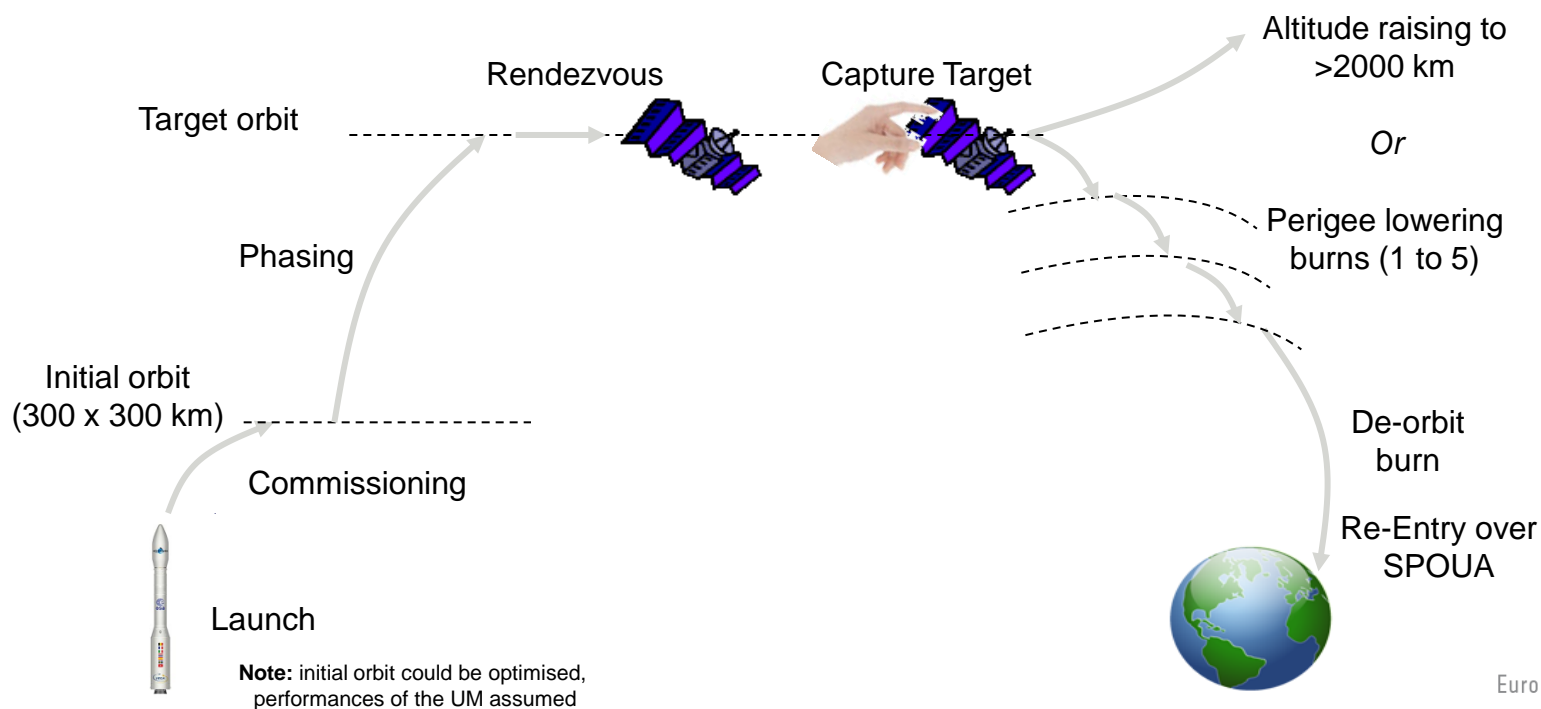 Altitude raising to
>2000 km
Rendezvous
Capture Target
Target orbit
Or
Perigee lowering
burns (1 to 5)
Phasing
Initial orbit
(300 x 300 km)
De-orbit
burn
Commissioning
Re-Entry over
SPOUA
Launch
Note: initial orbit could be optimised,
performances of the UM assumed
Euro